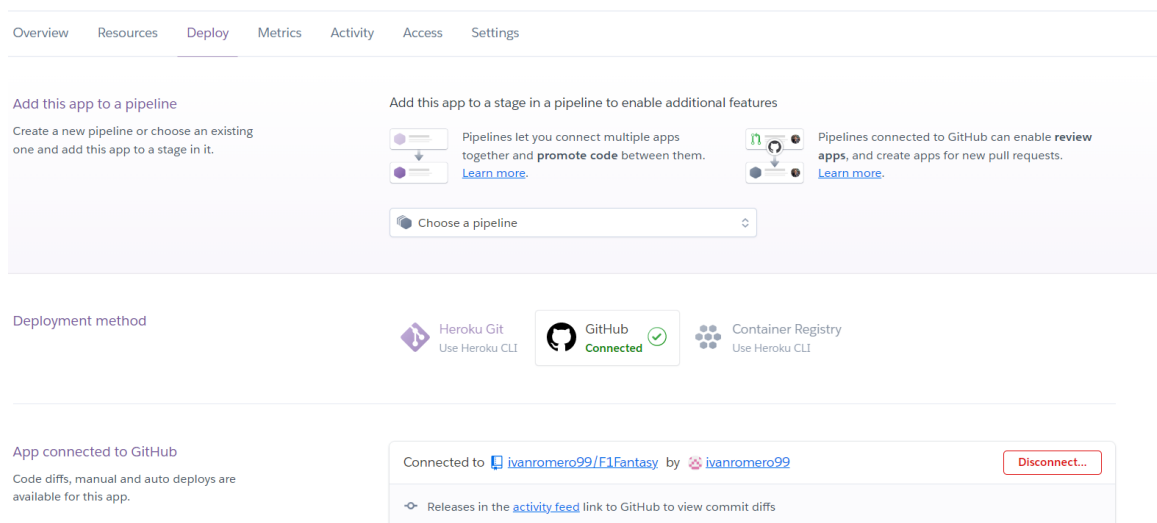 Overview Resources Deploy Metrics Activity Access Settings
Add this app to a pipeline
Create a new pipeline or choose an existing
one and add this app to a stage in it.
Add this app to a stage in a pipeline to enable additional features
Pipelines let you connect multiple apps
together and promote code between them.
Learn more.
Pipelines connected to GitHub can enable review
apps, and create apps for new pull requests.
Learn more.
Choose a pipeline
Deployment method
Heroku Git
Use Heroku CLI
GitHub
Connected
Container Registry
Use Heroku CLI
App connected to GitHub
Code diffs, manual and auto deploys are
available for this app.
Connected to ivanromero99/F1Fantasy by ivanromero99
Disconnect...
Releases in the activity feed link to GitHub to view commit diffs